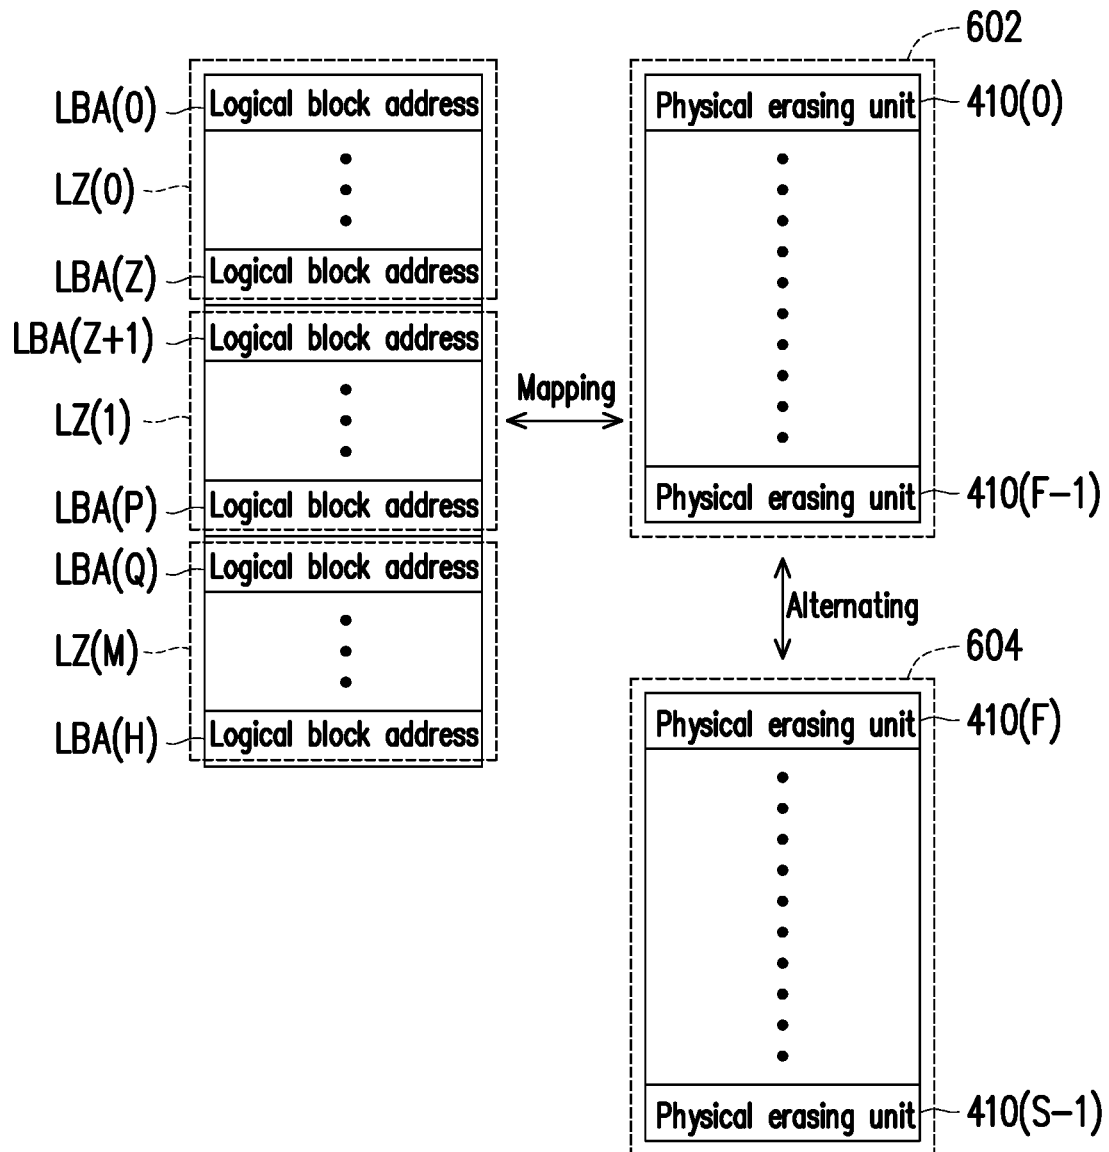 602
LBA(0) Logical block address
Physical erasing unit 410(0)
LZ(0)
LBA(Z) Logical block address
LBA(Z+1) Logical block address
Mapping
LZ(1)
LBA(P) Logical block address
Physical erasing unit 410(F-1)
LBA(Q) Logical block address
Alternating
LZ(M)
604
LBA(H) Logical block address
Physical erasing unit 410(F)
Physical erasing unit 410(S-1)